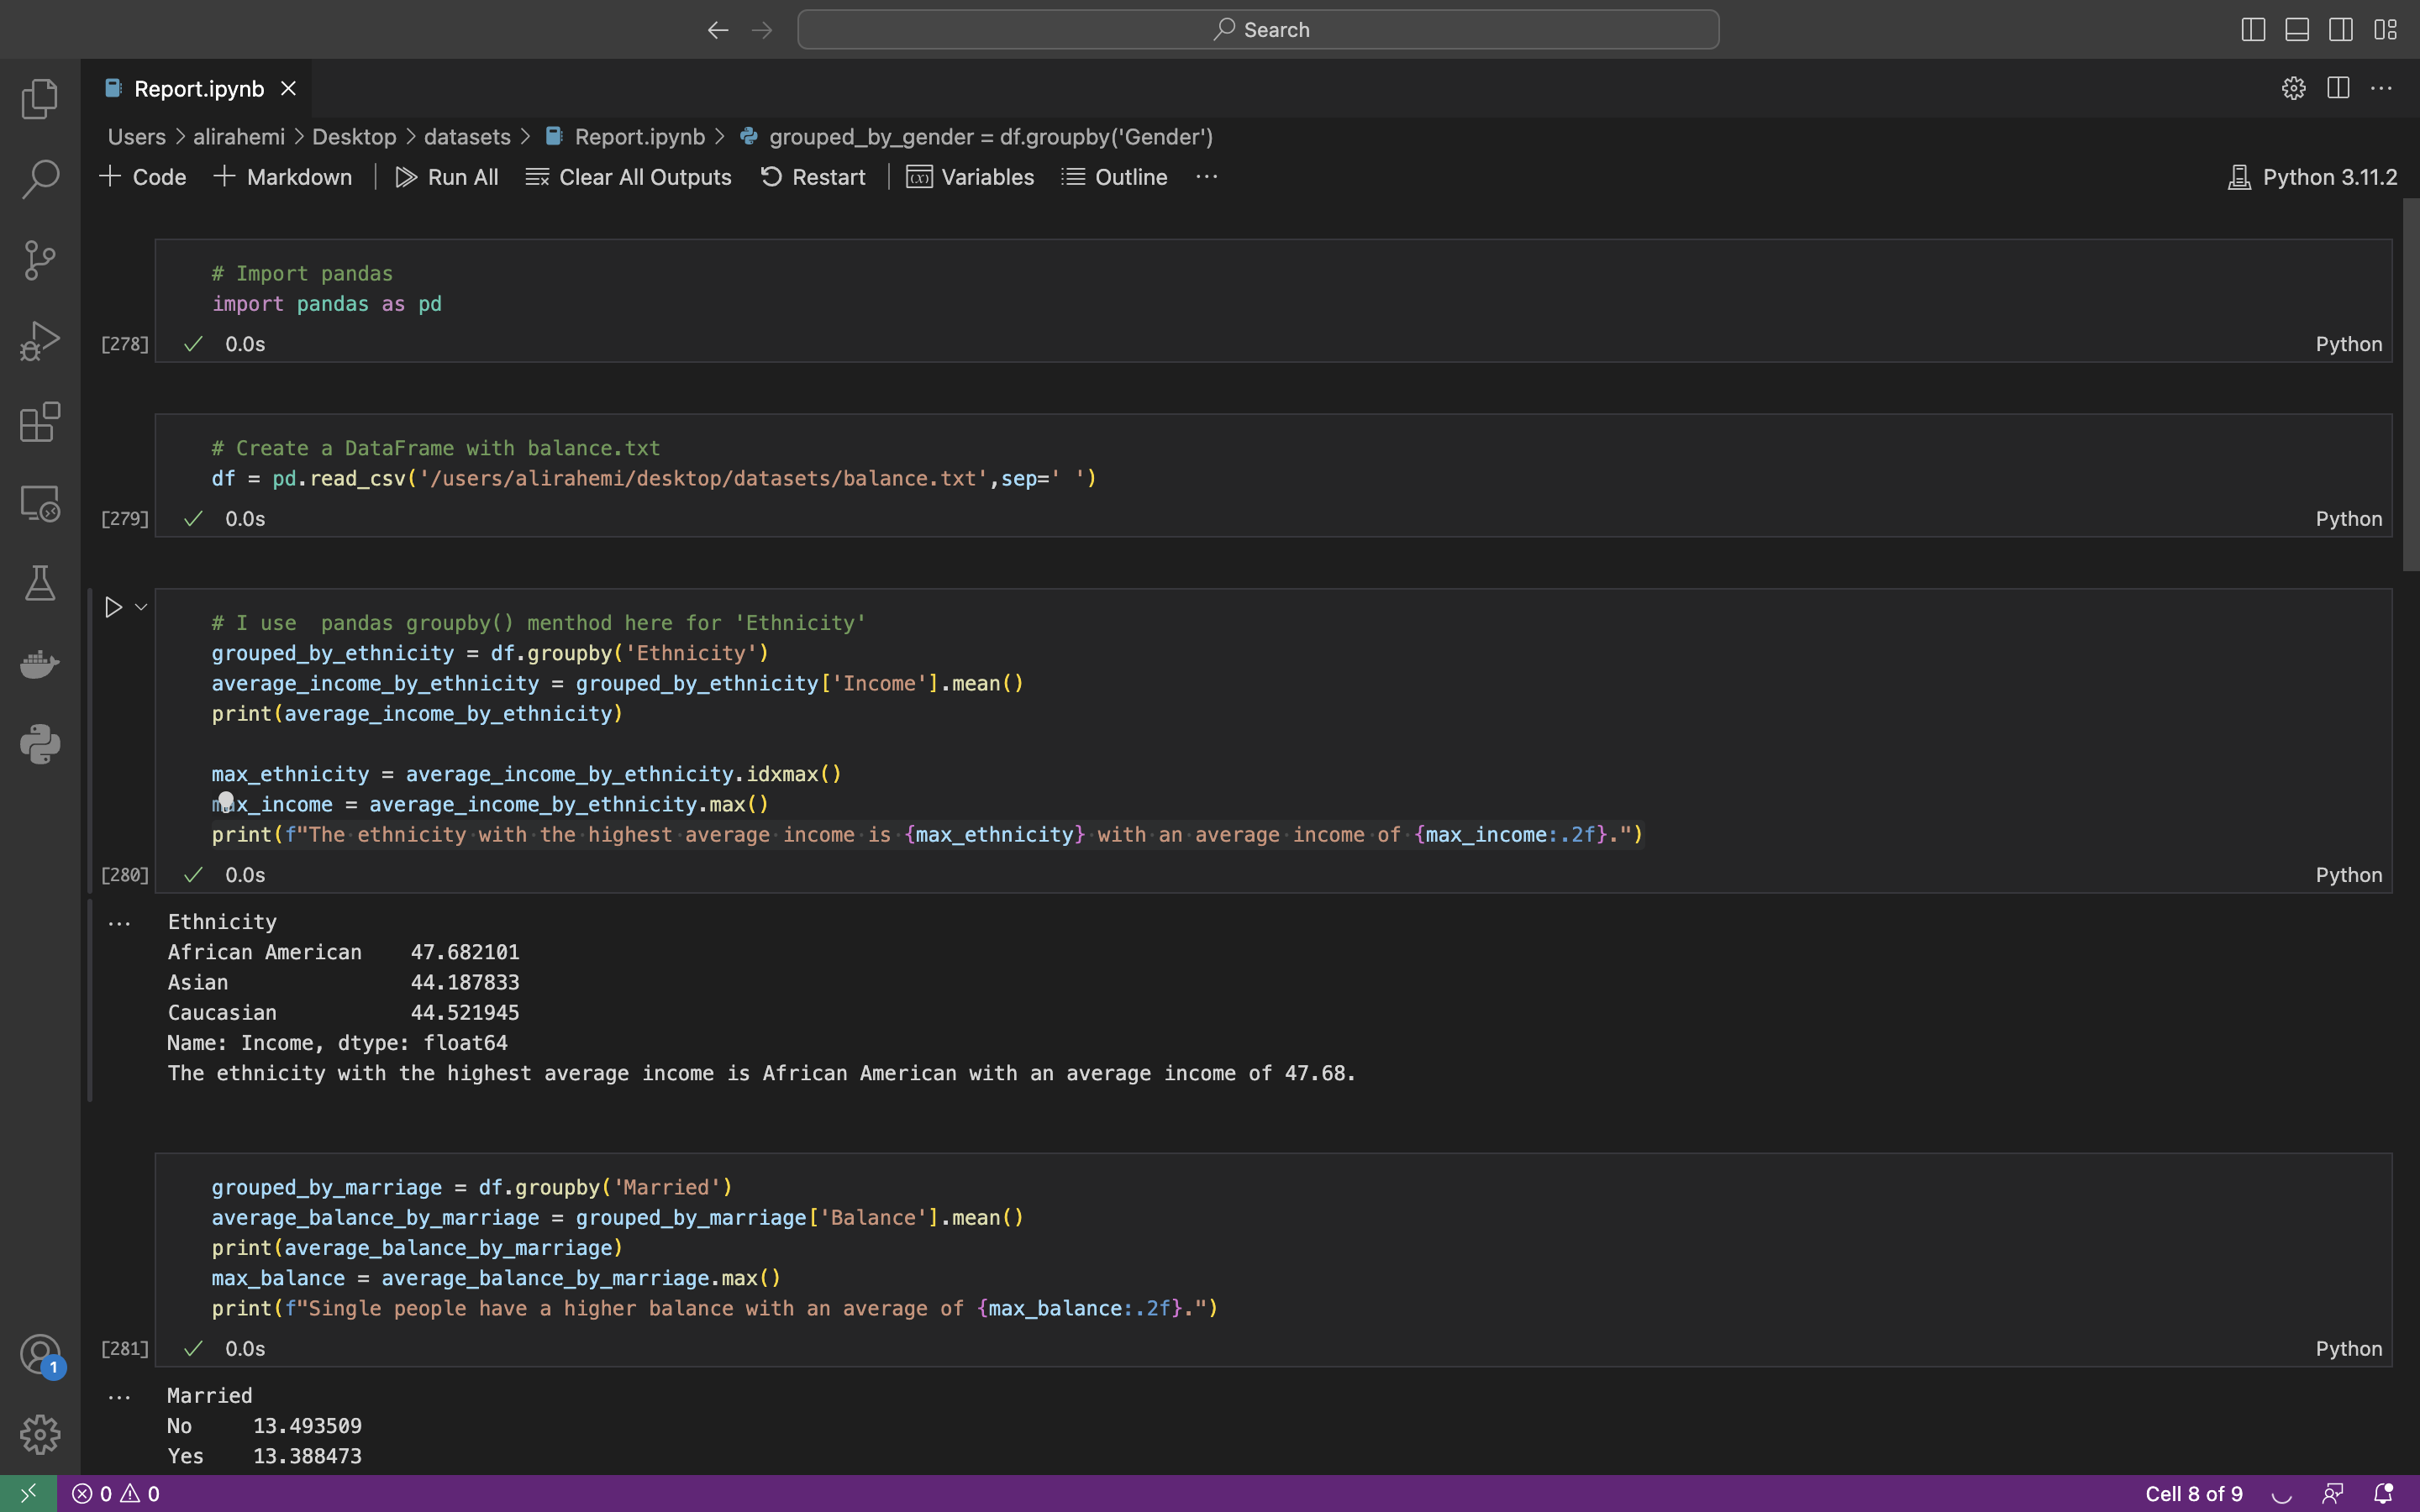 Search
Report.ipynb
Users > alirahemi > Desktop > datasets > Report.ipynb > grouped_by_gender = df.groupby('Gender')
+ Code + Markdown Run All Clear All Outputs Restart Variables Outline ... Python 3.11.2
# Import pandas
import pandas as pd
[278] 0.0s Python
# Create a DataFrame with balance.txt
df = pd.read_csv('/users/alirahemi/desktop/datasets/balance.txt',sep=' ')
[279] 0.0s Python
# I use  pandas groupby() menthod here for 'Ethnicity'
grouped_by_ethnicity = df.groupby('Ethnicity')
average_income_by_ethnicity = grouped_by_ethnicity['Income'].mean()
print(average_income_by_ethnicity)
max_ethnicity = average_income_by_ethnicity.idxmax()
max_income = average_income_by_ethnicity.max()
print(f"The ethnicity with the highest average income is {max_ethnicity} with an average income of {max_income:.2f}.")
[280] 0.0s Python
Ethnicity
African American    47.682101
Asian               44.187833
Caucasian           44.521945
Name: Income, dtype: float64
The ethnicity with the highest average income is African American with an average income of 47.68.
grouped_by_marriage = df.groupby('Married')
average_balance_by_marriage = grouped_by_marriage['Balance'].mean()
print(average_balance_by_marriage)
max_balance = average_balance_by_marriage.max()
print(f"Single people have a higher balance with an average of {max_balance:.2f}.")
[281] 0.0s Python
Married
No     13.493509
Yes    13.388473
1
0 0 Cell 8 of 9